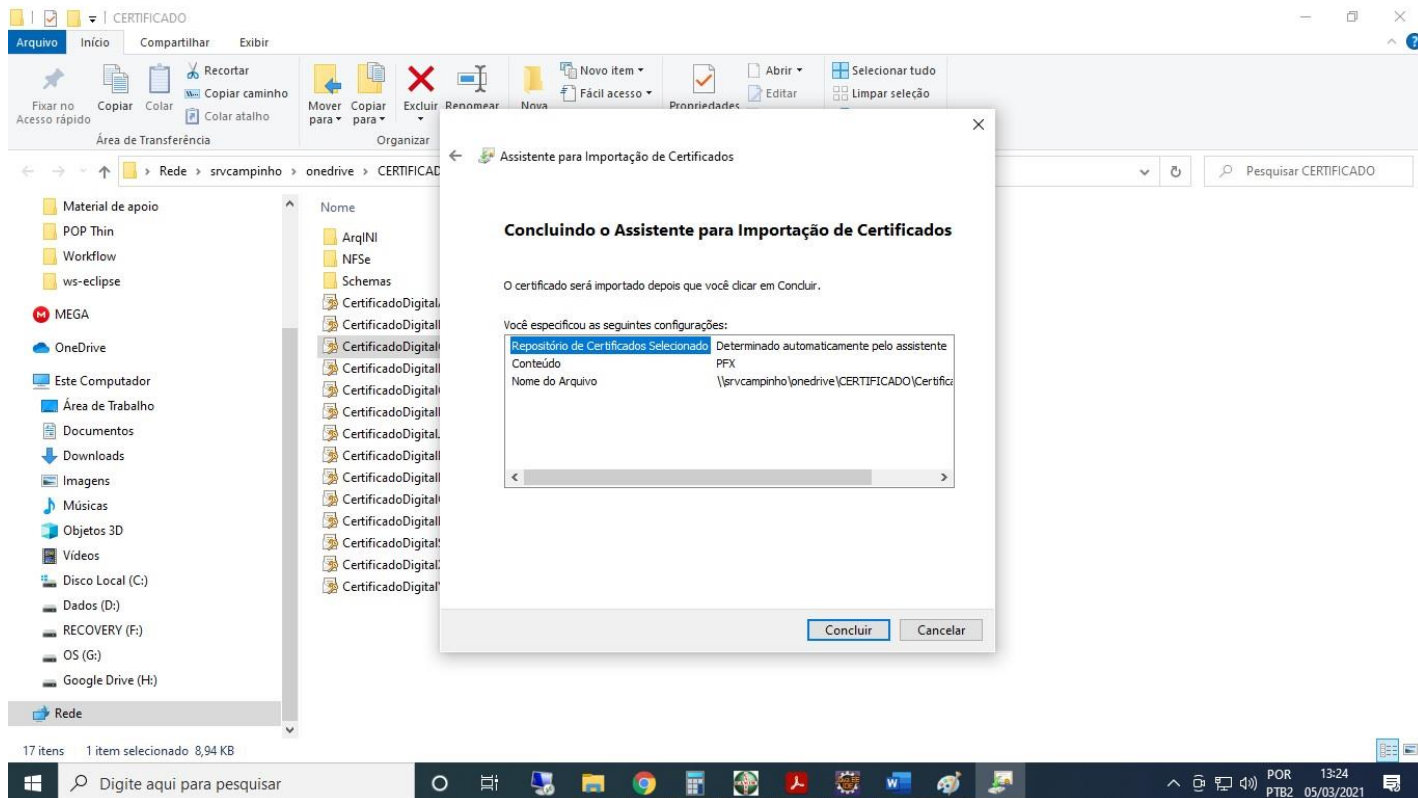 CERTIFICADO
Arquivo Início Compartilhar Exibir
Fixar no Acesso rápido
Copiar
Colar
Recortar
Copiar caminho
Colar atalho
Área de Transferência
Mover para
Copiar para
Excluir
Renomear
Organizar
Nova
Novo item
Fácil acesso
Propriedades
Abrir
Editar
Selecionar tudo
Limpar seleção
Rede > srvcampinho > onedrive > CERTIFICAD
Pesquisar CERTIFICADO
Material de apoio
POP Thin
Workflow
ws-eclipse
MEGA
OneDrive
Este Computador
Área de Trabalho
Documentos
Downloads
Imagens
Músicas
Objetos 3D
Vídeos
Disco Local (C:)
Dados (D:)
RECOVERY (F:)
OS (G:)
Google Drive (H:)
Rede
Nome
ArqINI
NFSe
Schemas
CertificadoDigital
CertificadoDigital
CertificadoDigital
CertificadoDigital
CertificadoDigital
CertificadoDigital
CertificadoDigital
CertificadoDigital
CertificadoDigital
CertificadoDigital
CertificadoDigital
CertificadoDigital
CertificadoDigital
CertificadoDigital
Assistente para Importação de Certificados
Concluindo o Assistente para Importação de Certificados
O certificado será importado depois que você clicar em Concluir.
Você especificou as seguintes configurações:
Repositório de Certificados Selecionado Determinado automaticamente pelo assistente
Conteúdo PFX
Nome do Arquivo \\srvcampinho\onedrive\CERTIFICADO\Certifica
Concluir Cancelar
17 itens 1 item selecionado 8,94 KB
Digite aqui para pesquisar
POR 13:24
PTB2 05/03/2021